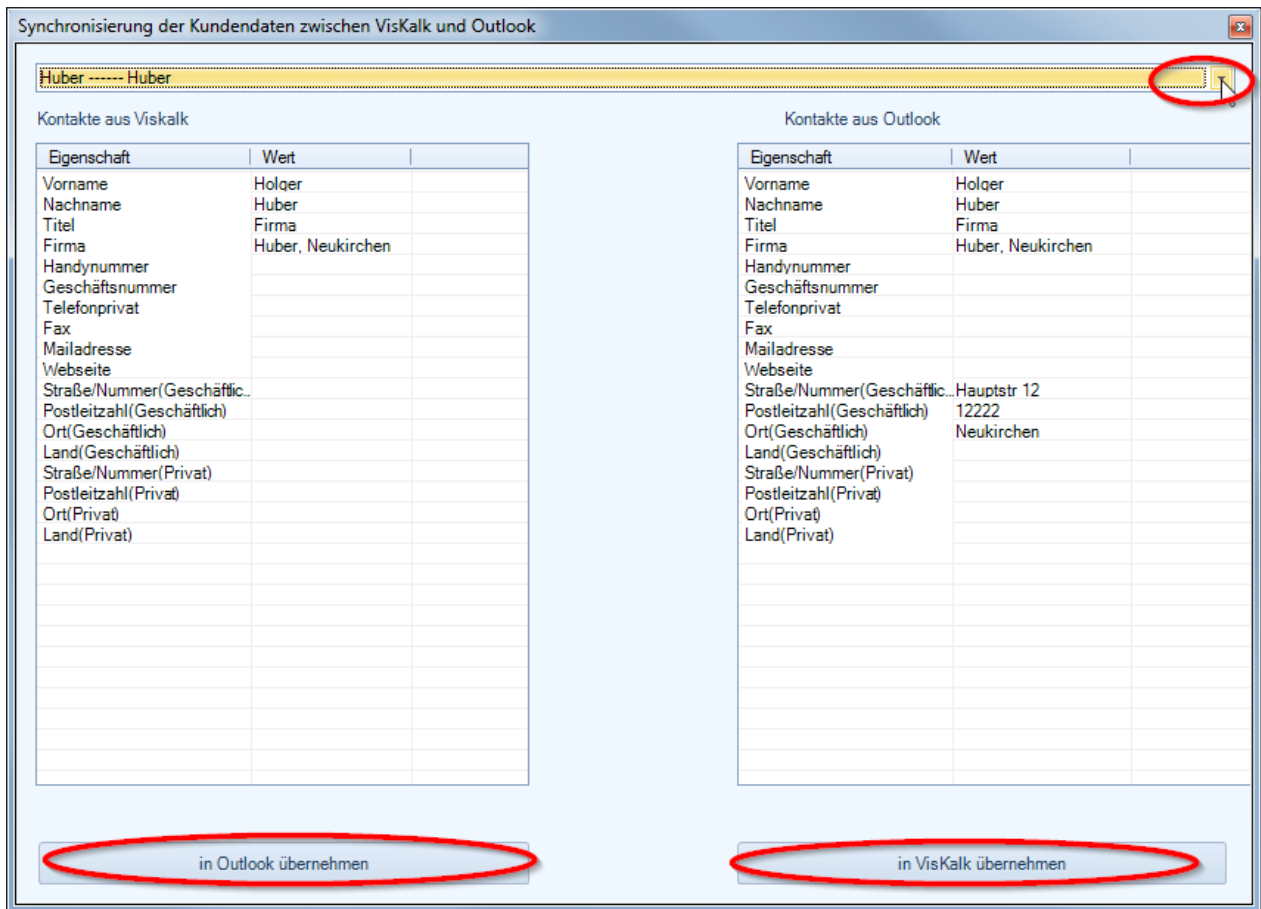 Synchronisierung der Kundendaten zwischen VisKalk und Outlook
Huber ------ Huber
Kontakte aus Viskalk
Eigenschaft Wert
Vorname Holger
Nachname Huber
Titel Firma
Firma Huber, Neukirchen
Handynummer
Geschäftsnummer
Telefonprivat
Fax
Mailadresse
Webseite
Straße/Nummer(Geschäftlic...
Postleitzahl(Geschäftlich)
Ort(Geschäftlich)
Land(Geschäftlich)
Straße/Nummer(Privat)
Postleitzahl(Privat)
Ort(Privat)
Land(Privat)
in Outlook übernehmen
Kontakte aus Outlook
Eigenschaft Wert
Vorname Holger
Nachname Huber
Titel Firma
Firma Huber, Neukirchen
Handynummer
Geschäftsnummer
Telefonprivat
Fax
Mailadresse
Webseite
Straße/Nummer(Geschäftlic... Hauptstr 12
Postleitzahl(Geschäftlich) 12222
Ort(Geschäftlich) Neukirchen
Land(Geschäftlich)
Straße/Nummer(Privat)
Postleitzahl(Privat)
Ort(Privat)
Land(Privat)
in VisKalk übernehmen